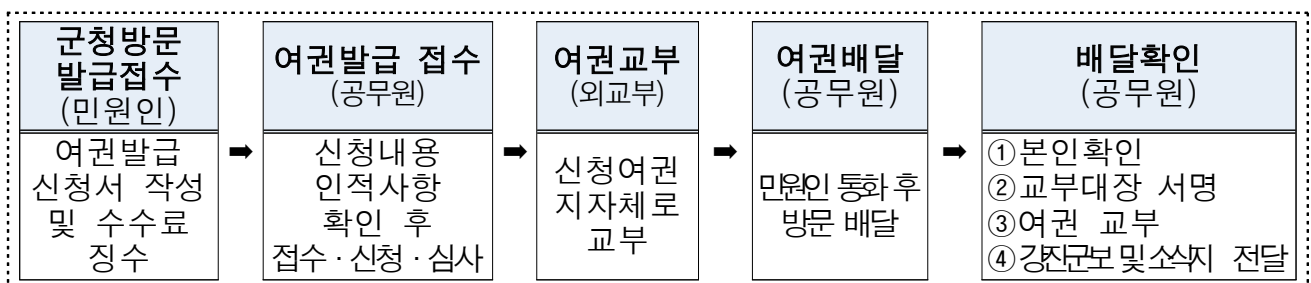 군청방문
발급접수
(민원인)
여권발급
신청서 작성
및 수수료
징수
➡
여권발급 접수
(공무원)
신청내용
인적사항
확인 후
접수·신청·심사
➡
여권교부
(외교부)
신청여권
지자체로
교부
➡
여권배달
(공무원)
민원인 통화 후
방문 배달
➡
배달확인
(공무원)
①본인확인
②교부대장 서명
③여권 교부
④강진군보 및 소식지 전달